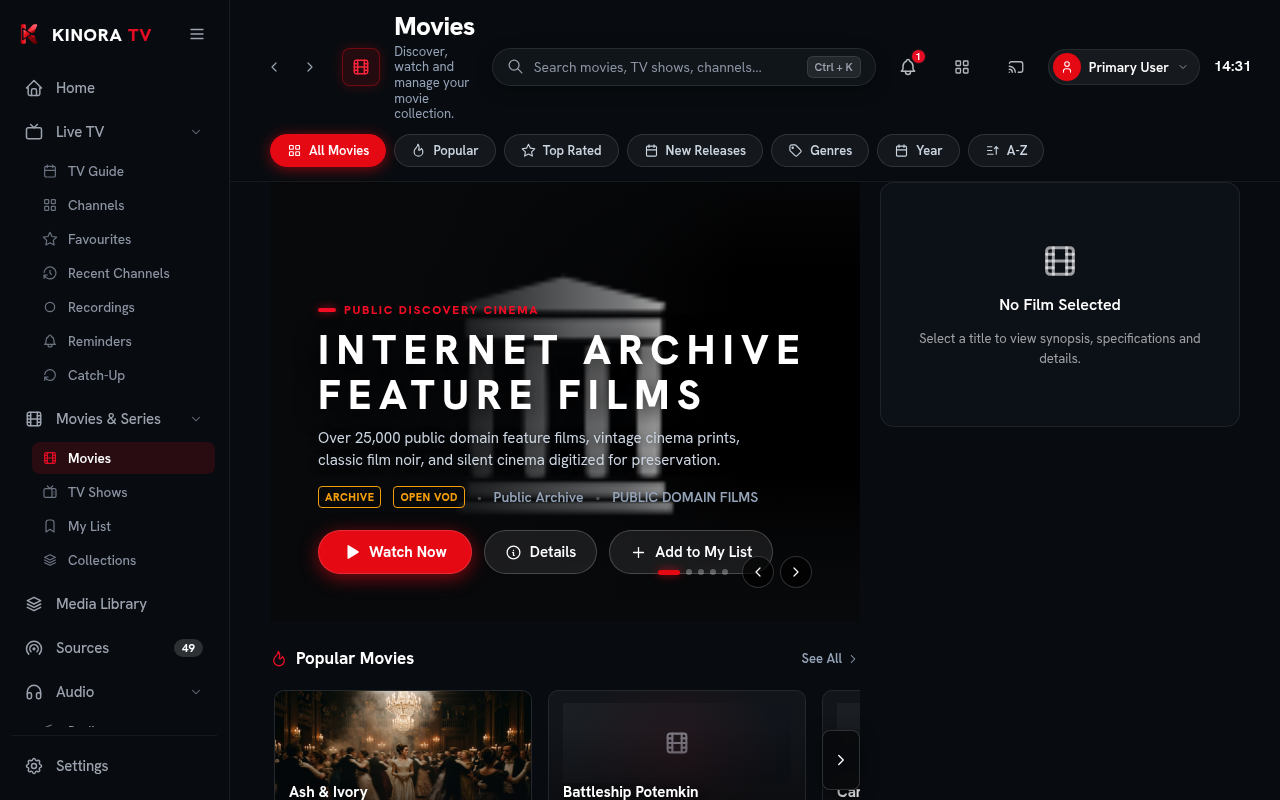 KINORA TV
Home
Live TV
TV Guide
Channels
Favourites
Recent Channels
Recordings
Reminders
Catch-Up
Movies & Series
Movies
TV Shows
My List
Collections
Media Library
Sources
49
Audio
Settings
Movies
Discover,
watch and
manage your
movie
collection.
Search movies, TV shows, channels...
Ctrl + K
1
Primary User
14:31
All Movies
Popular
Top Rated
New Releases
Genres
Year
A-Z
PUBLIC DISCOVERY CINEMA
INTERNET ARCHIVE
FEATURE FILMS
Over 25,000 public domain feature films, vintage cinema prints,
classic film noir, and silent cinema digitized for preservation.
ARCHIVE
OPEN VOD
• Public Archive • PUBLIC DOMAIN FILMS
Watch Now
Details
Add to My List
No Film Selected
Select a title to view synopsis, specifications and
details.
Popular Movies
See All
Ash & Ivory
Battleship Potemkin